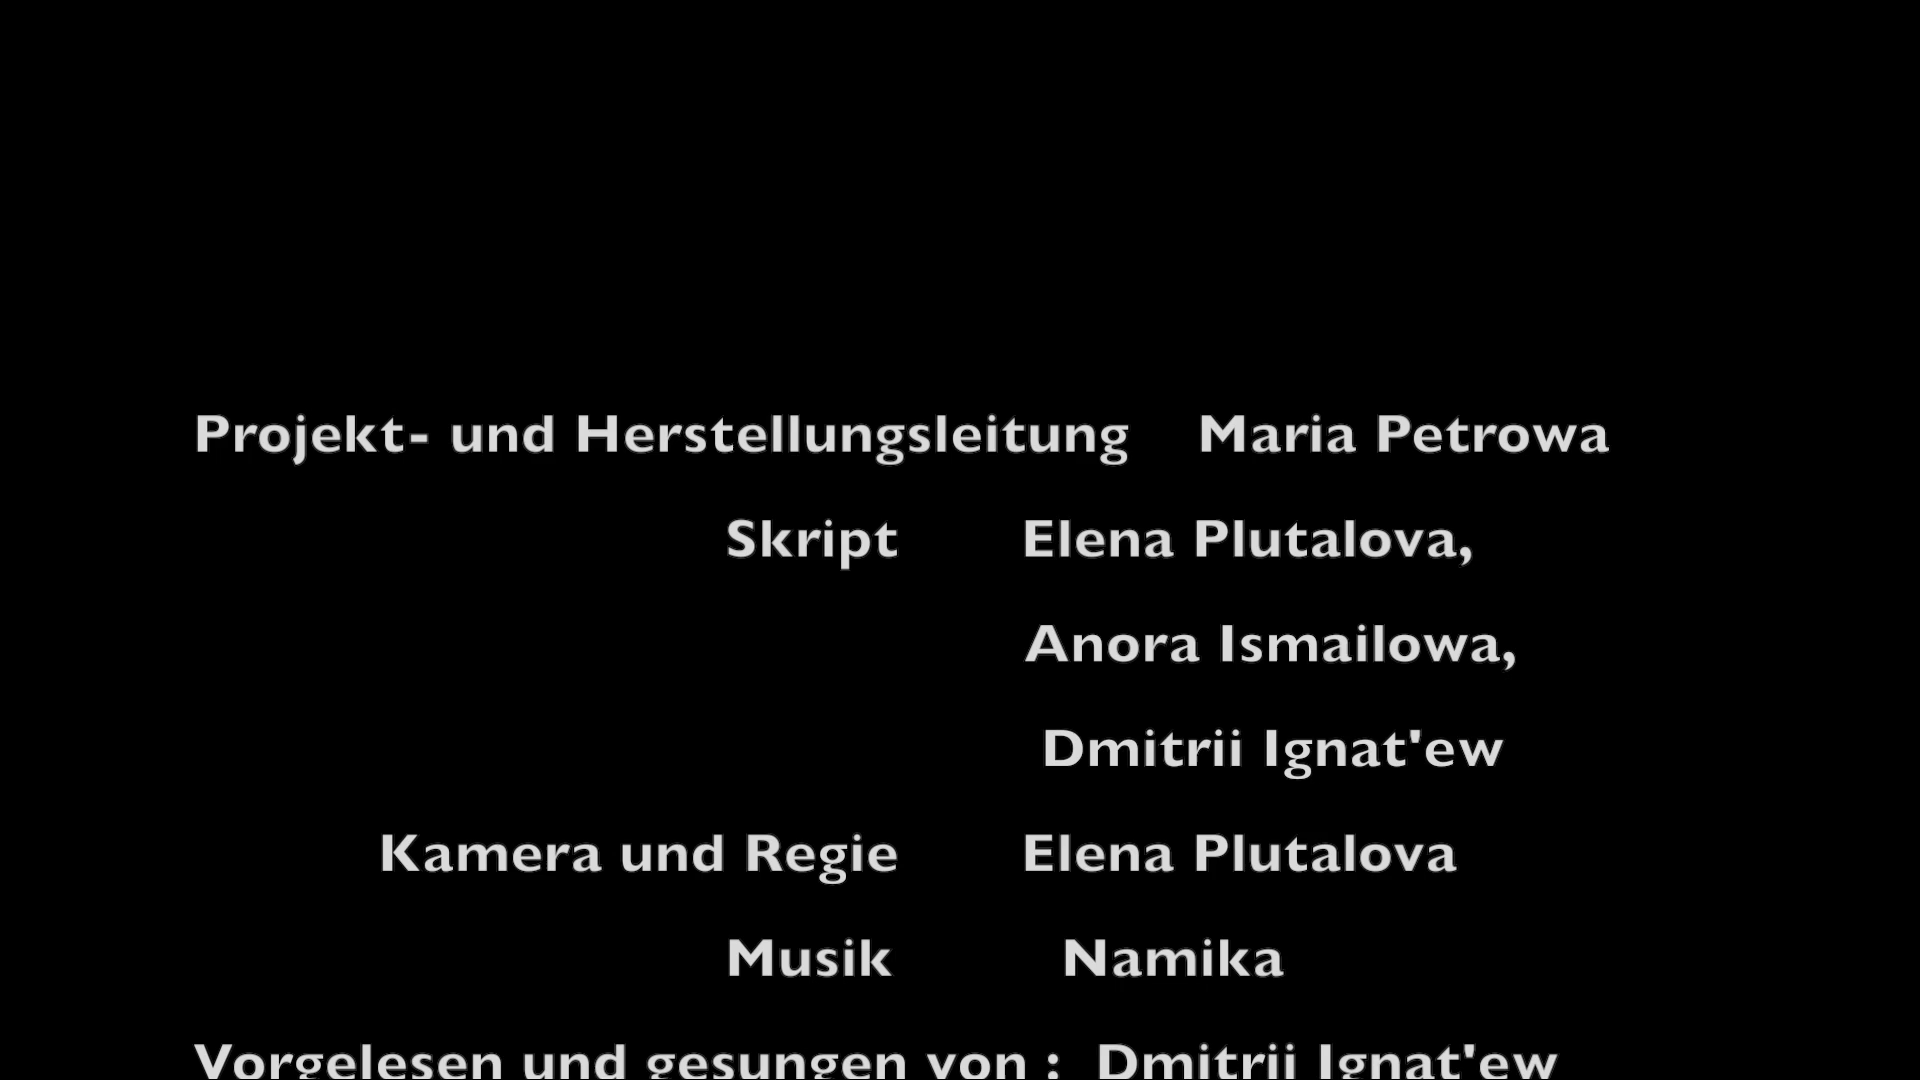 Projekt- und Herstellungsleitung Maria Petrowa
Skript Elena Plutalova,
Anora Ismailowa,
Dmitrii Ignat'ew
Kamera und Regie Elena Plutalova
Musik Namika
Vorgelesen und gesungen von : Dmitrii Ignat'ew